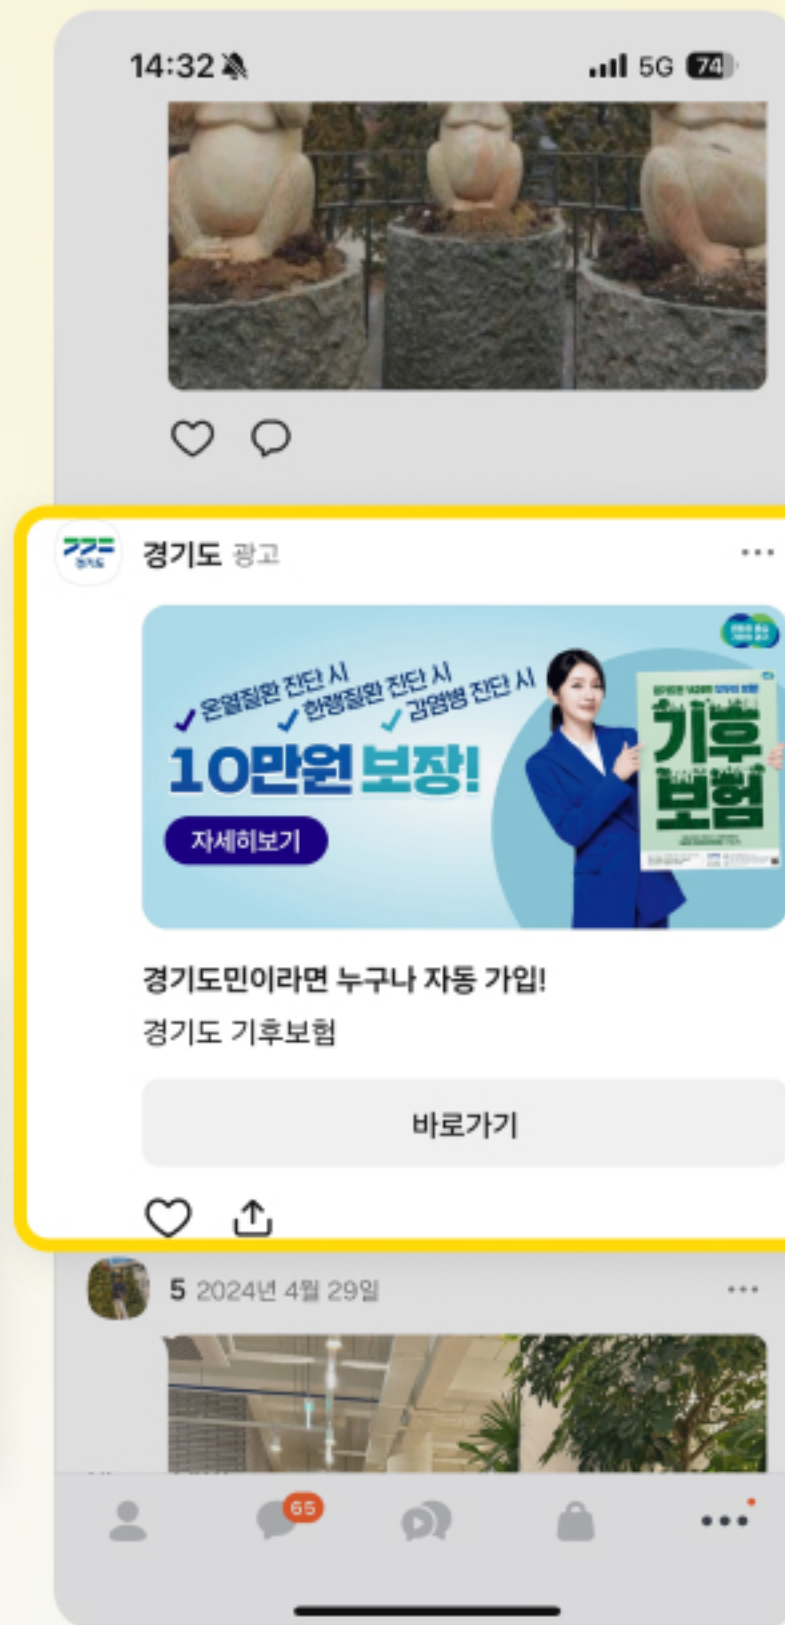 14:32
5G 74
경기도 광고
경기도
온열질환 진단 시
한랭질환 진단 시
감염병 진단 시
10만원 보장!
자세히보기
기후
보험
경기도민이라면 누구나 자동 가입!
경기도 기후보험
바로가기
5 2024년 4월 29일
65